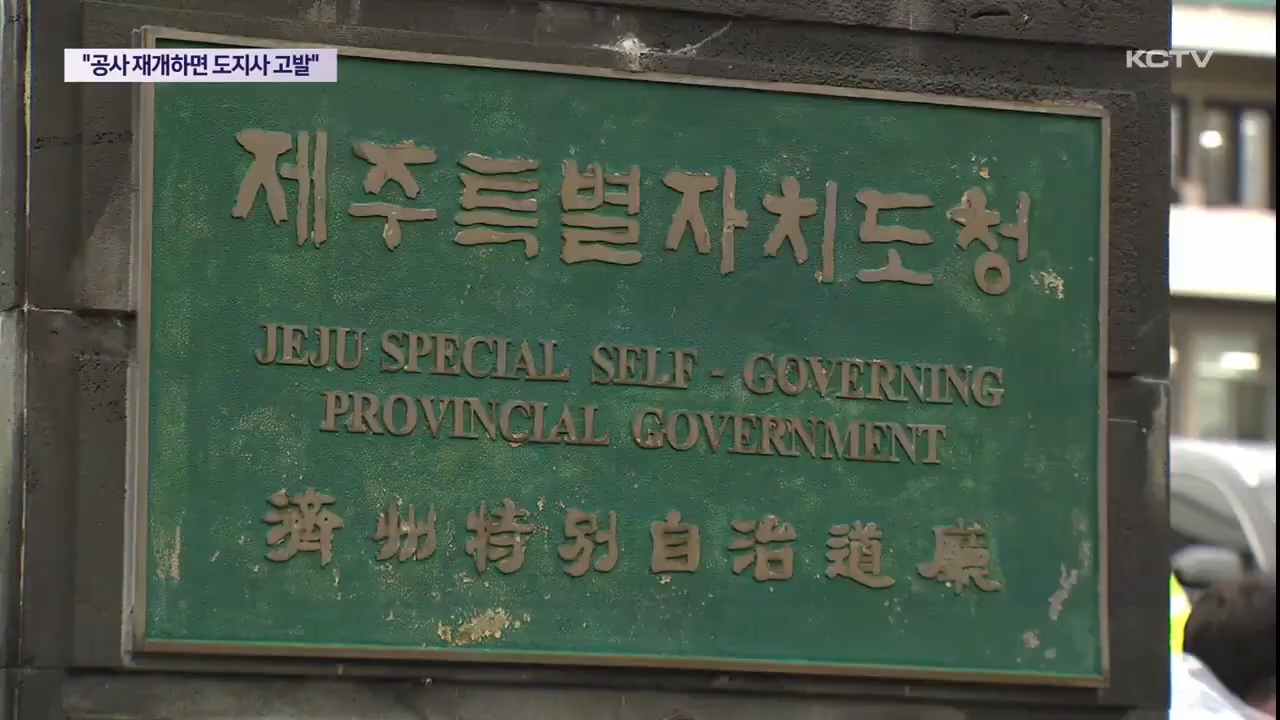 "공사 재개하면 도지사 고발"
KCTV
제주특별자치도청
JEJU SPECIAL SELF - GOVERNING
PROVINCIAL GOVERNMENT
濟州特別自治道廳